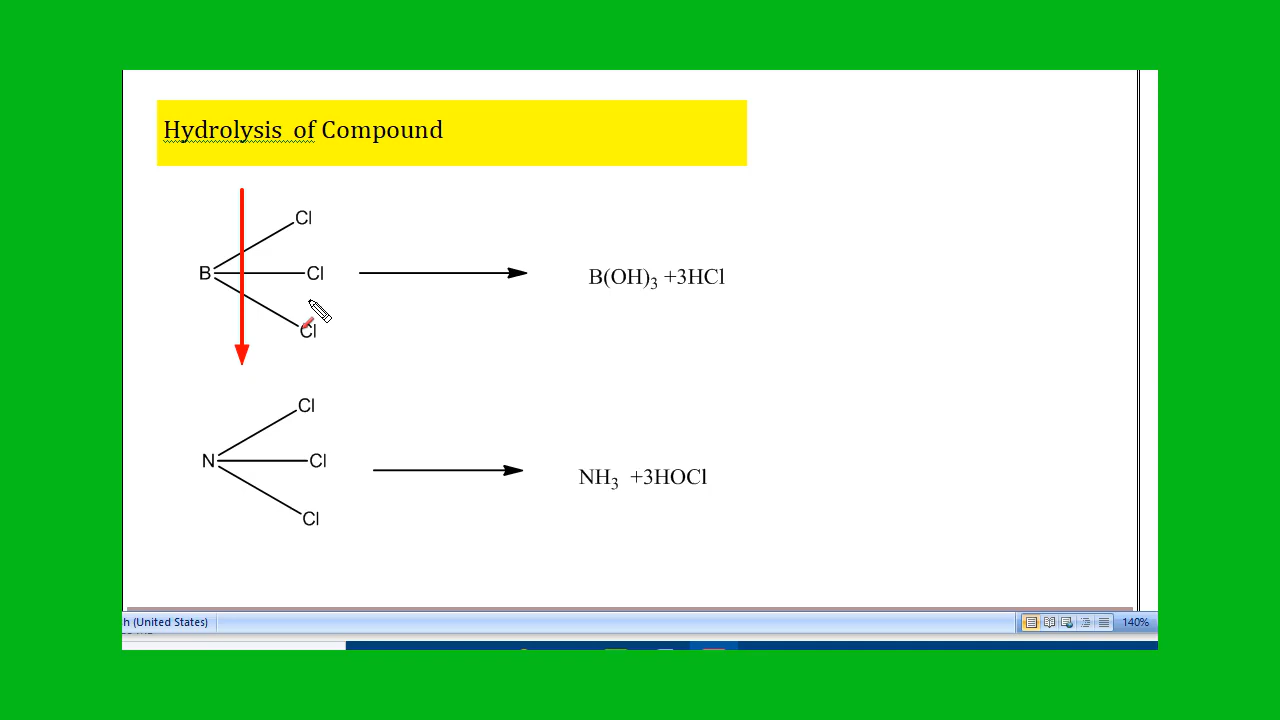 Hydrolysis of Compound
Cl
B Cl
Cl
B(OH)3 +3HCl
Cl
N Cl
Cl
NH3 +3HOCl
h (United States)
140%